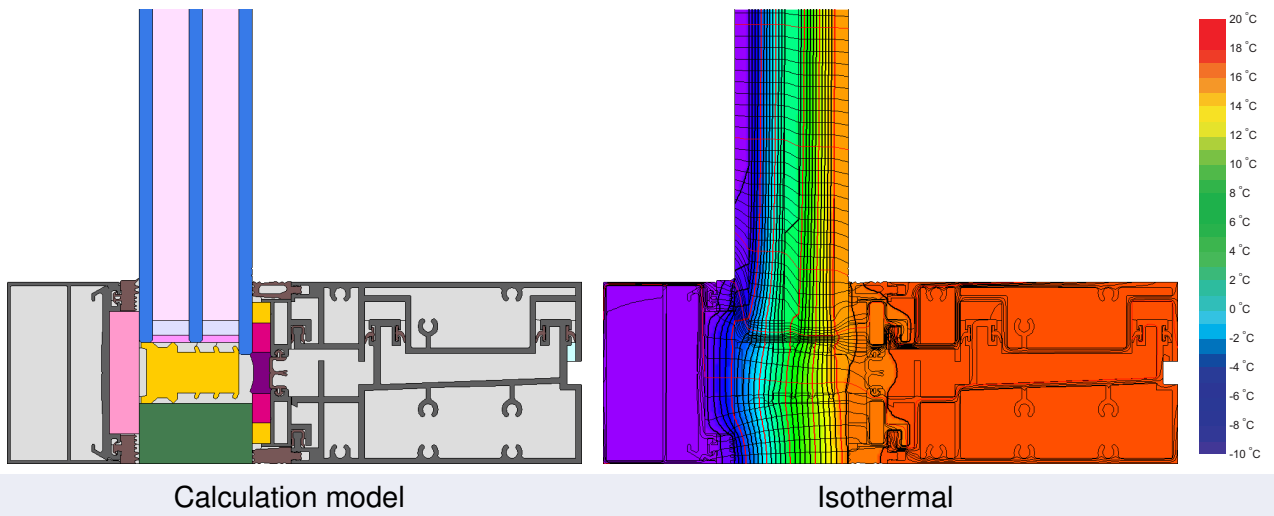 20 °C
18 °C
16 °C
14 °C
12 °C
10 °C
8 °C
6 °C
4 °C
2 °C
0 °C
-2 °C
-4 °C
-6 °C
-8 °C
-10 °C
Calculation model
Isothermal